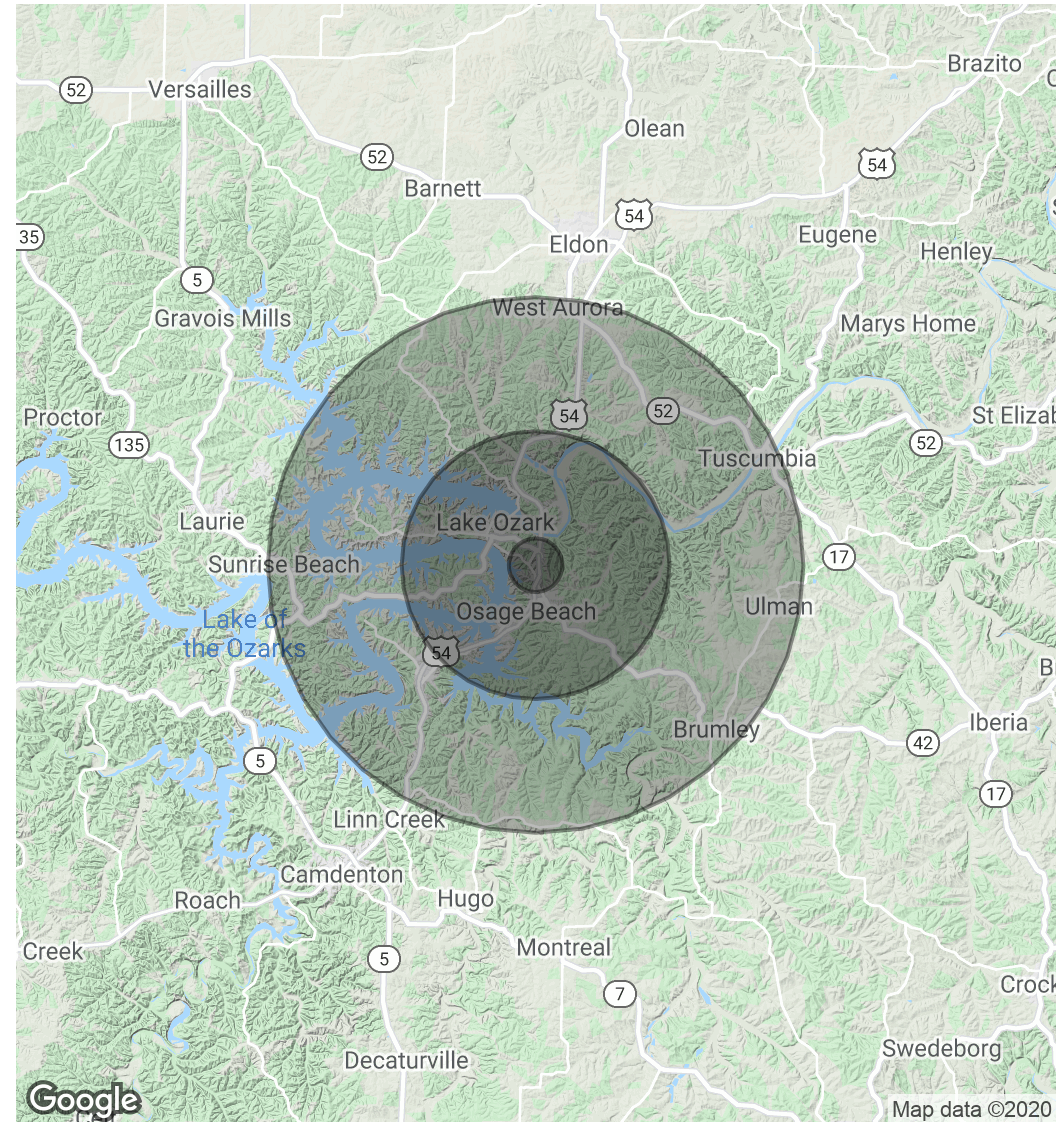 Brazito
52
Versailles
Olean
52
54
Barnett
54
35
Eldon
Eugene
Henley
5
West Aurora
Gravois Mills
Marys Home
Proctor
54
52
St Elizab
135
52
Tuscumbia
Laurie
Lake Ozark
17
Sunrise Beach
Ulman
Osage Beach
Lake of
the Ozarks
54
Brumley
Iberia
42
5
17
Linn Creek
Camdenton
Roach
Hugo
Creek
Montreal
5
7
Crock
Decaturville
Swedeborg
Google
Map data ©2020